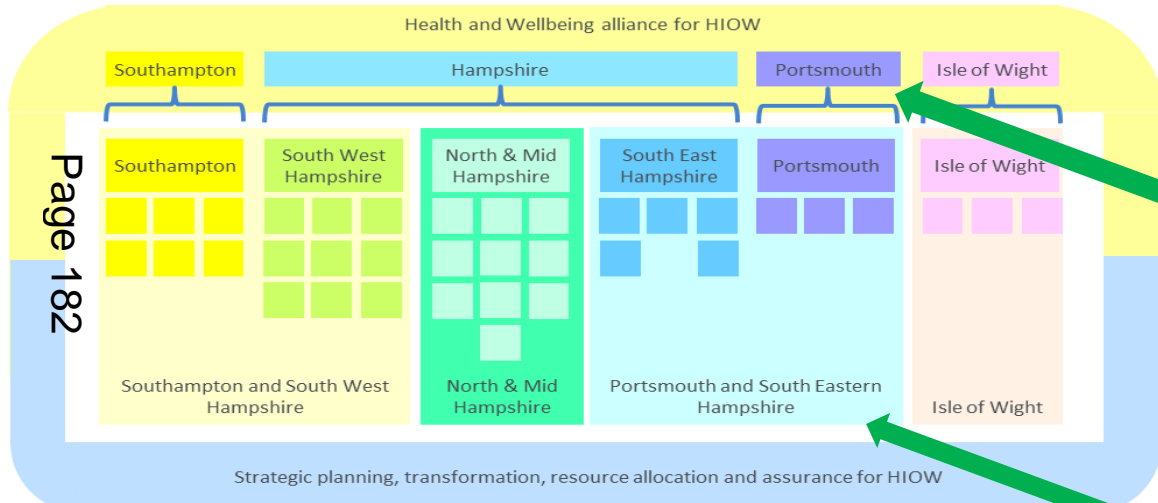 Health and Wellbeing alliance for HIOW
Southampton
Hampshire
Portsmouth
Isle of Wight
Page 182
Southampton
South West
Hampshire
North & Mid
Hampshire
South East
Hampshire
Portsmouth
Isle of Wight
Southampton and South West
Hampshire
North & Mid
Hampshire
Portsmouth and South Eastern
Hampshire
Isle of Wight
Strategic planning, transformation, resource allocation and assurance for HIOW